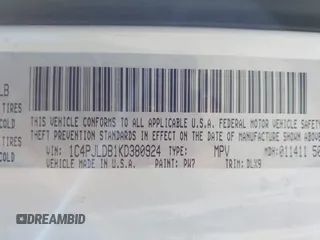 LB
TIRES
COLD
THIS VEHICLE CONFORMS TO ALL APPLICABLE U.S.A. FEDERAL MOTOR VEHICLE SAFETY
THEFT PREVENTION STANDARDS IN EFFECT ON THE DATE OF MANUFACTURE SHOWN ABOVE
TIRES
COLD
VIN: 1C4PJLDB1KD380924 TYPE: MPV MDH: 011411 50
VEHICLE MADE IN U.S.A. PAINT: PW7 TRIM: DLX9
DREAMBID